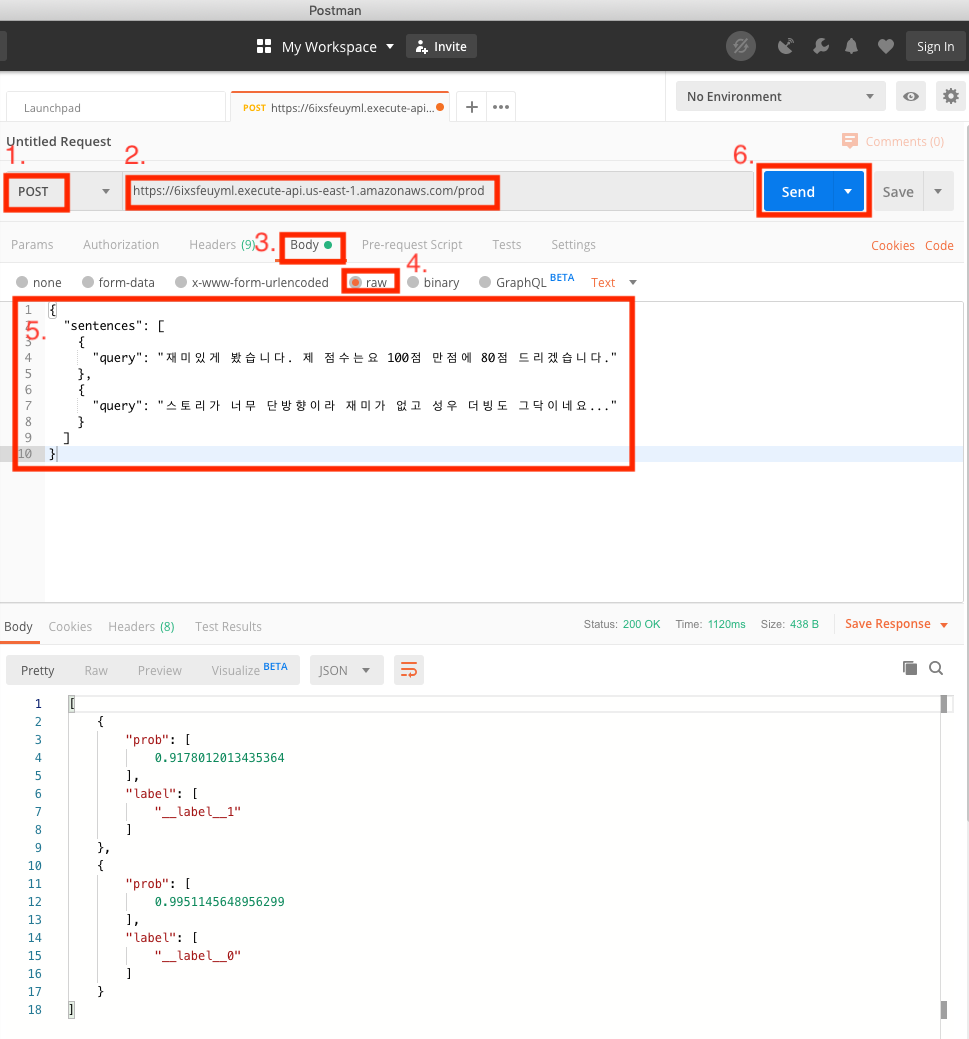 Postman
My Workspace
Invite
Sign In
Launchpad
POST https://6ixsfeuyml.execute-api...
No Environment
Untitled Request
Comments (0)
1.
2.
6.
POST
https://6ixsfeuyml.execute-api.us-east-1.amazonaws.com/prod
Send
Save
Params Authorization Headers (9) 3. Body Pre-request Script Tests Settings Cookies Code
4.
none form-data x-www-form-urlencoded raw binary GraphQL BETA Text
5.
1 {
"sentences": [
3 {
4 "query": "재미있게 봤습니다. 제 점수는요 100점 만점에 80점 드리겠습니다."
5 },
6 {
7 "query": "스토리가 너무 단방향이라 재미가 없고 성우 더빙도 그닥이네요..."
8 }
9 ]
10 }
Body Cookies Headers (8) Test Results Status: 200 OK Time: 1120ms Size: 438 B Save Response
Pretty Raw Preview Visualize BETA JSON
1 [
2 {
3 "prob": [
4 0.9178012013435364
5 ],
6 "label": [
7 "__label__1"
8 ]
9 },
10 {
11 "prob": [
12 0.9951145648956299
13 ],
14 "label": [
15 "__label__0"
16 ]
17 }
18 ]